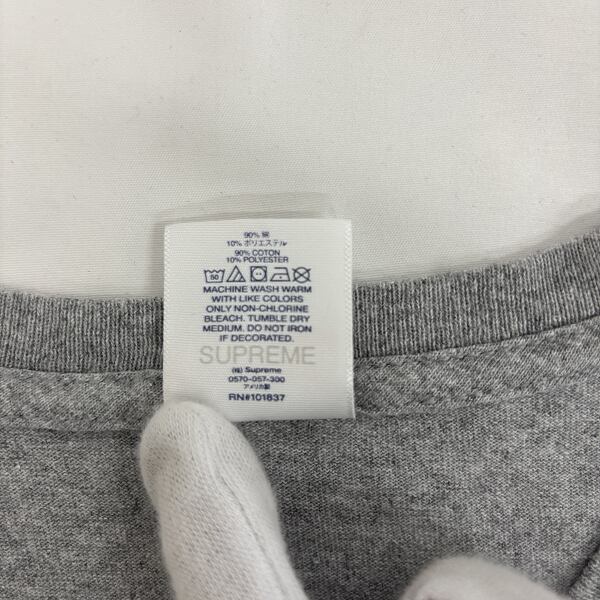 90% 綿
10% ポリエステル
90% COTON
10% POLYESTER
50
MACHINE WASH WARM
WITH LIKE COLORS
ONLY NON-CHLORINE
BLEACH. TUMBLE DRY
MEDIUM. DO NOT IRON
IF DECORATED.
SUPREME
(株) Supreme
0570-057-300
アメリカ製
RN#101837